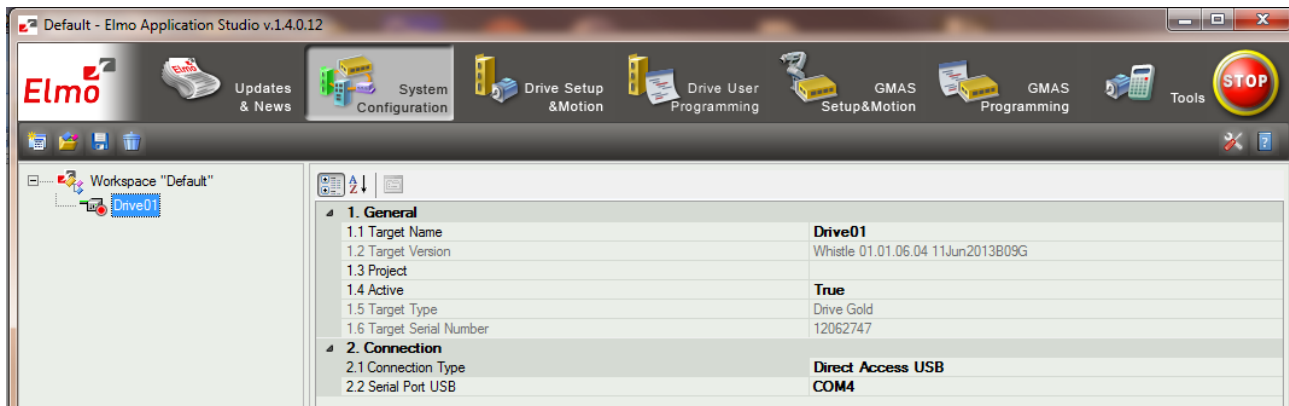 Default - Elmo Application Studio v.1.4.0.12
Elmo
Elmo
Updates
& News
System
Configuration
Drive Setup
&Motion
Drive User
Programming
GMAS
Setup&Motion
GMAS
Programming
Tools
STOP
Workspace "Default"
Drive01
1. General
1.1 Target Name Drive01
1.2 Target Version Whistle 01.01.06.04 11Jun2013B09G
1.3 Project
1.4 Active True
1.5 Target Type Drive Gold
1.6 Target Serial Number 12062747
2. Connection
2.1 Connection Type Direct Access USB
2.2 Serial Port USB COM4